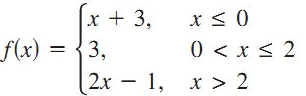 x + 3, x ≤ 0
f(x) = { 3, 0 < x ≤ 2
2x − 1, x > 2